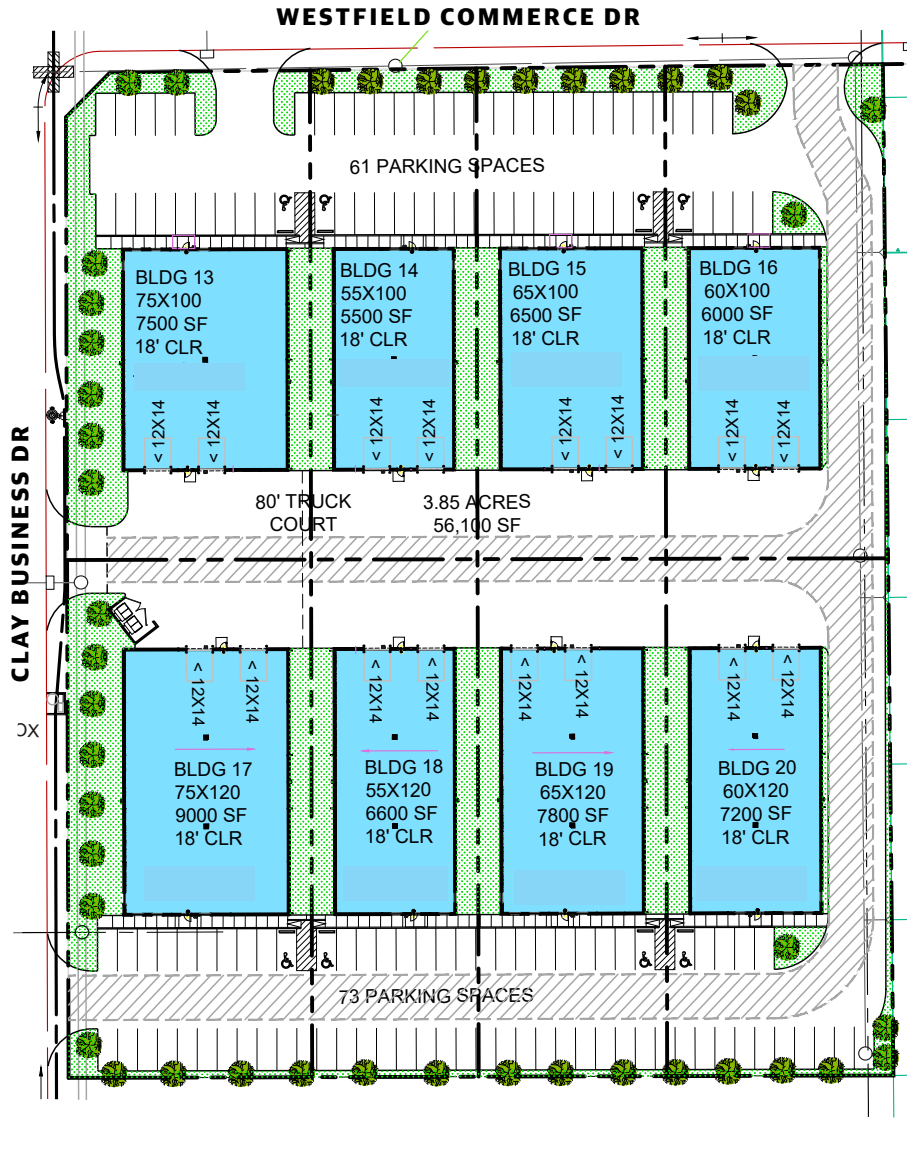 WESTFIELD COMMERCE DR
61 PARKING SPACES
BLDG 13
75X100
7500 SF
18' CLR
BLDG 14
55X100
5500 SF
18' CLR
BLDG 15
65X100
6500 SF
18' CLR
BLDG 16
60X100
6000 SF
18' CLR
< 12X14
< 12X14
< 12X14
< 12X14
< 12X14
< 12X14
< 12X14
< 12X14
CLAY BUSINESS DR
80' TRUCK
COURT
3.85 ACRES
56,100 SF
< 12X14
< 12X14
< 12X14
< 12X14
< 12X14
< 12X14
< 12X14
< 12X14
BLDG 17
75X120
9000 SF
18' CLR
BLDG 18
55X120
6600 SF
18' CLR
BLDG 19
65X120
7800 SF
18' CLR
BLDG 20
60X120
7200 SF
18' CLR
73 PARKING SPACES